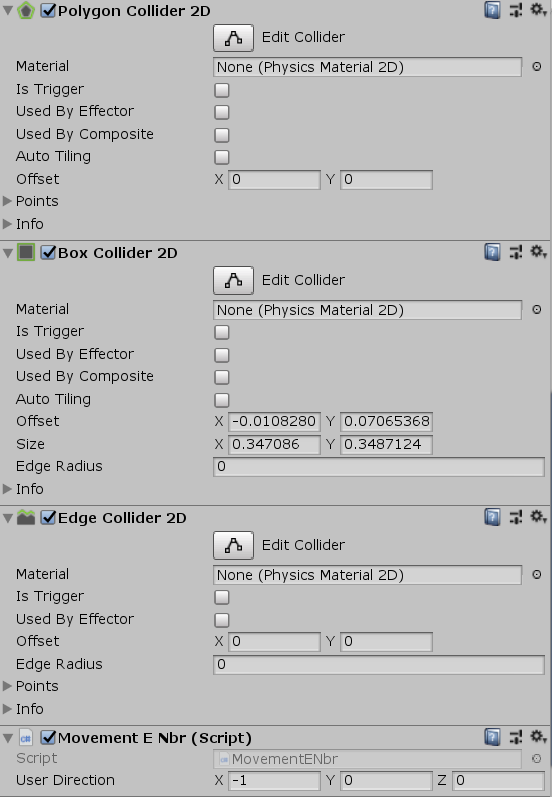 Polygon Collider 2D
Edit Collider
Material None (Physics Material 2D)
Is Trigger
Used By Effector
Used By Composite
Auto Tiling
Offset X 0 Y 0
Points
Info
Box Collider 2D
Edit Collider
Material None (Physics Material 2D)
Is Trigger
Used By Effector
Used By Composite
Auto Tiling
Offset X -0.0108280 Y 0.07065368
Size X 0.347086 Y 0.3487124
Edge Radius 0
Info
Edge Collider 2D
Edit Collider
Material None (Physics Material 2D)
Is Trigger
Used By Effector
Offset X 0 Y 0
Edge Radius 0
Points
Info
Movement E Nbr (Script)
Script MovementENbr
User Direction X -1 Y 0 Z 0